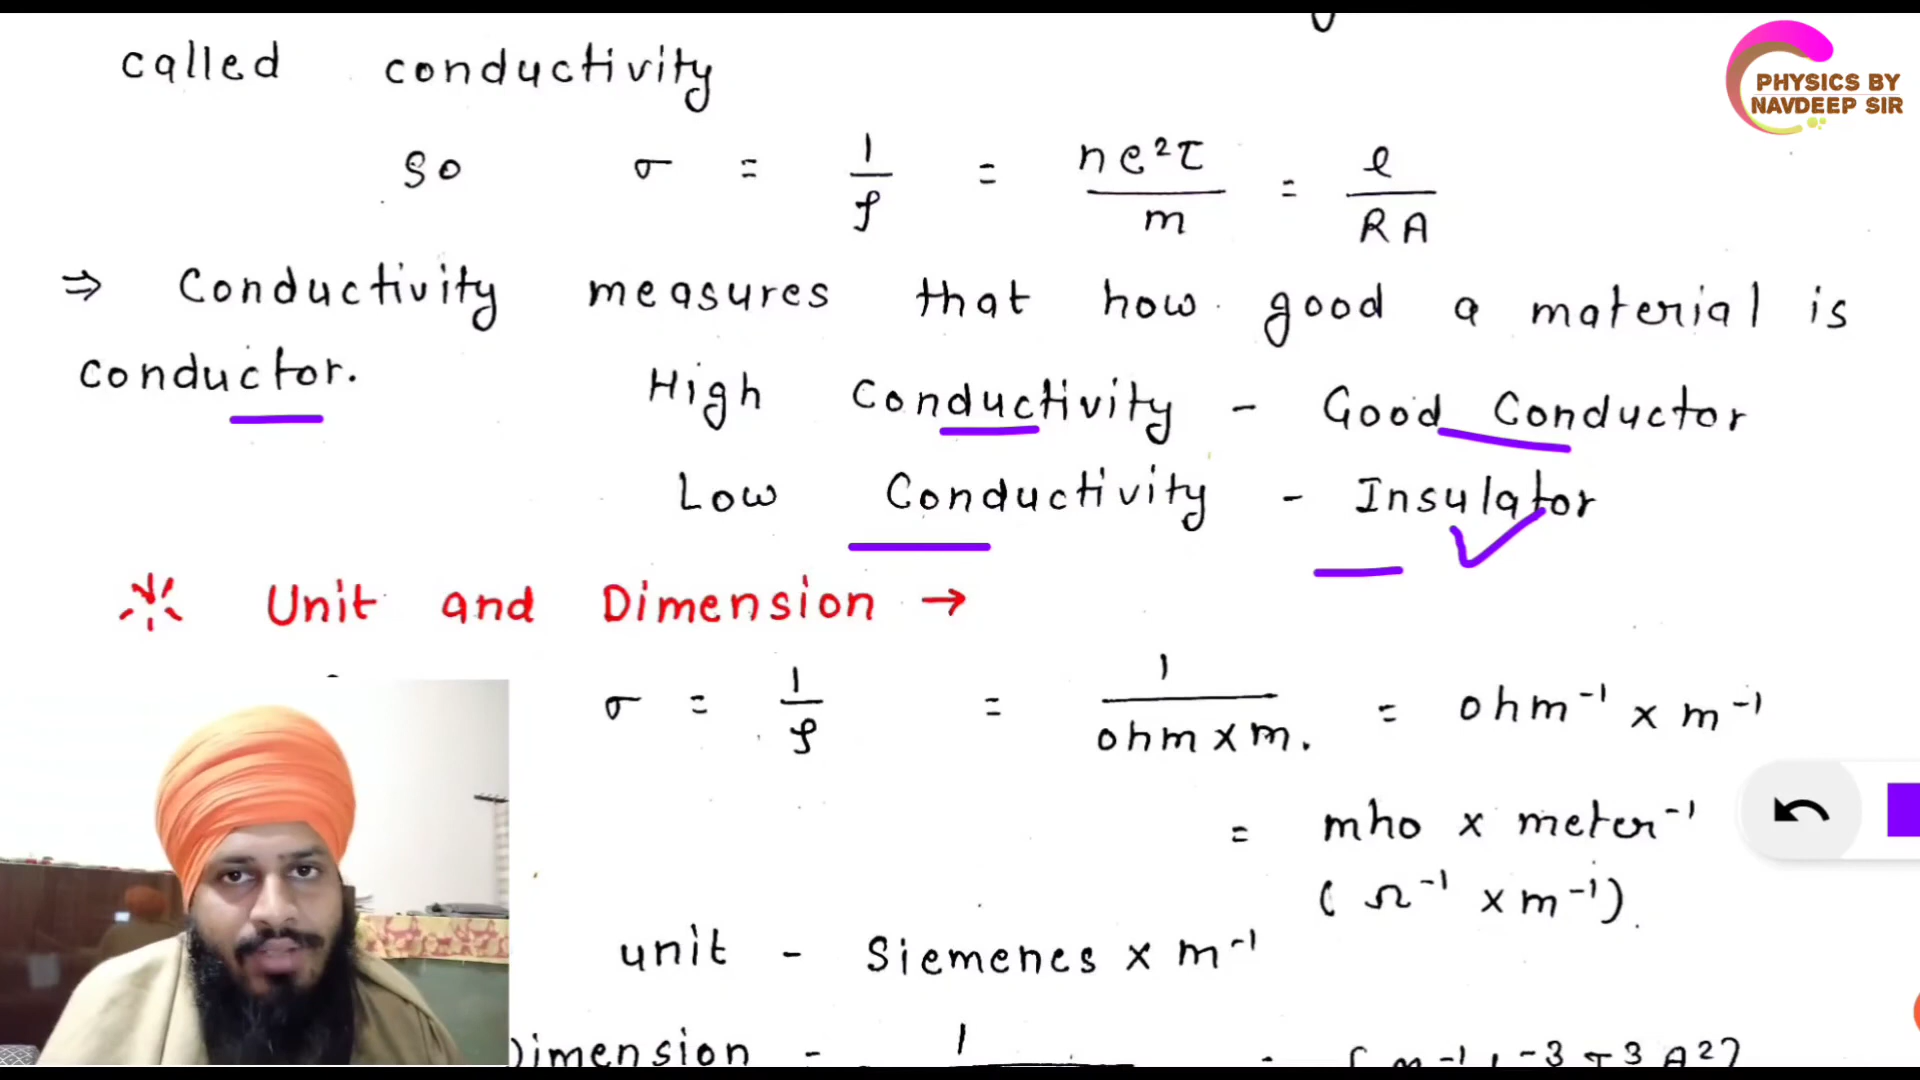 PHYSICS BY
NAVDEEP SIR
called conductivity
So σ = 1/ρ = ne²τ/m = l/RA
⇒ Conductivity measures that how good a material is
conductor. High Conductivity - Good Conductor
Low Conductivity - Insulator
Unit and Dimension →
σ = 1/ρ = 1/ohm x m. = ohm⁻¹ x m⁻¹
= mho x meter⁻¹
(Ω⁻¹ x m⁻¹).
unit - Siemenes x m⁻¹
Dimension -